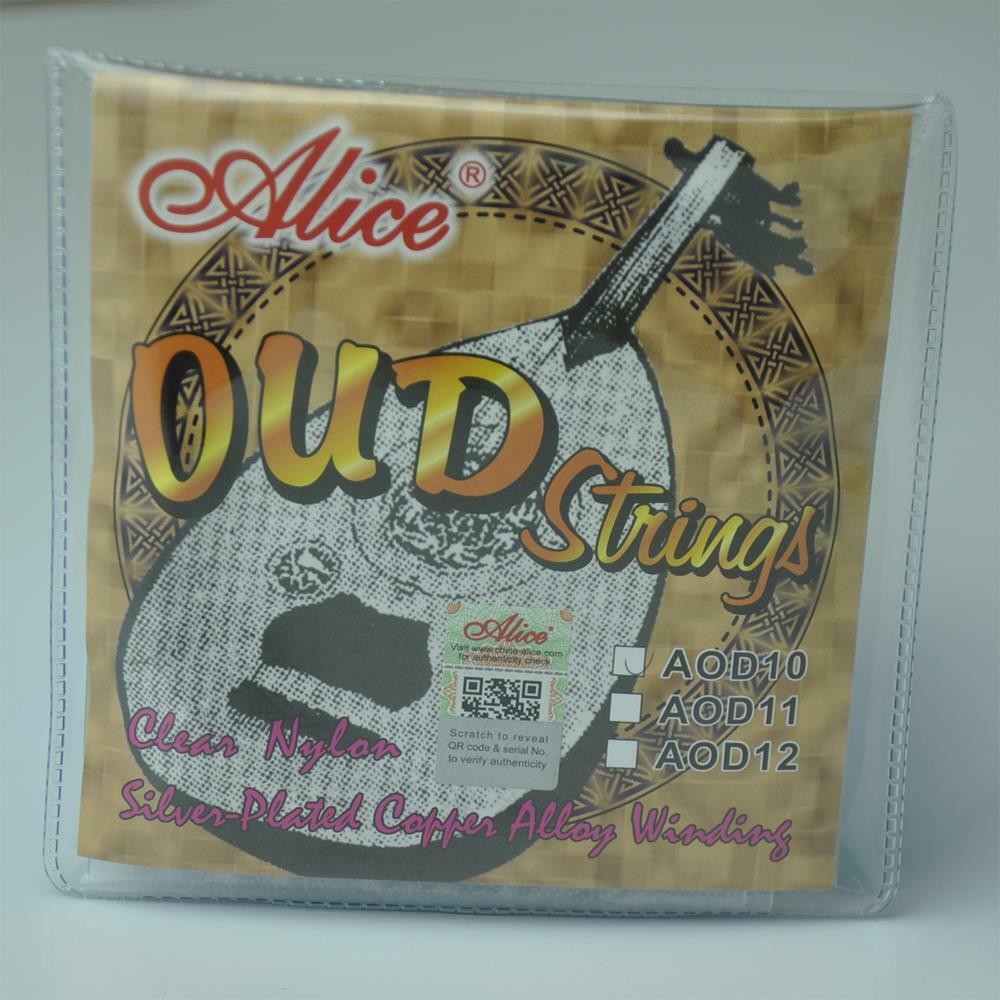 Alice ®
OUD
Strings
Alice®
Visit www.china-alice.com
for authenticity check
Scratch to reveal
QR code & serial No.
to verify authenticity
AOD10
AOD11
AOD12
Clear Nylon
Silver-Plated Copper Alloy Winding